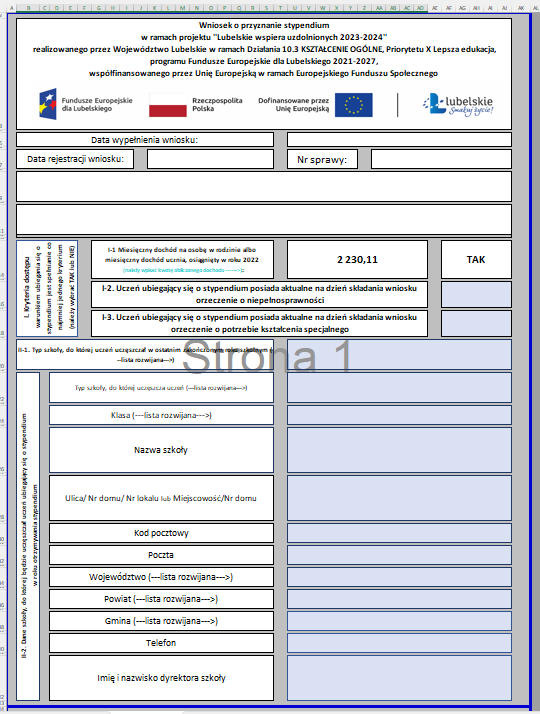 Wniosek o przyznanie stypendium
w ramach projektu "Lubelskie wspiera uzdolnionych 2023-2024"
realizowanego przez Województwo Lubelskie w ramach Działania 10.3 KSZTAŁCENIE OGÓLNE, Priorytetu X Lepsza edukacja,
programu Fundusze Europejskie dla Lubelskiego 2021-2027,
współfinansowanego przez Unię Europejską w ramach Europejskiego Funduszu Społecznego
Fundusze Europejskie
dla Lubelskiego
Rzeczpospolita
Polska
Dofinansowane przez
Unię Europejską
lubelskie
Smakuj życie!
Data wypełnienia wniosku:
Data rejestracji wniosku:
Nr sprawy:
I. Kryteria dostępu
warunkiem ubiegania się o
stypendium jest spełnianie co
najmniej jednego kryterium
(należy wybrać TAK lub NIE)
I-1 Miesięczny dochód na osobę w rodzinie albo
miesięczny dochód ucznia, osiągnięty w roku 2022
(należy wpisać kwotę obliczonego dochodu ------->):
2 230,11
TAK
I-2. Uczeń ubiegający się o stypendium posiada aktualne na dzień składania wniosku
orzeczenie o niepełnosprawności
I-3. Uczeń ubiegający się o stypendium posiada aktualne na dzień składania wniosku
orzeczenie o potrzebie kształcenia specjalnego
II-1. Typ szkoły, do której uczeń uczęszczał w ostatnim zakończonym roku szkolnym (-
--lista rozwijana--->)
Strona 1
II-2. Dane szkoły, do której będzie uczęszczał uczeń ubiegający się o stypendium
w roku otrzymywania stypendium
Typ szkoły, do której uczęszcza uczeń (---lista rozwijana--->)
Klasa (---lista rozwijana--->)
Nazwa szkoły
Ulica/ Nr domu/ Nr lokalu lub Miejscowość/Nr domu
Kod pocztowy
Poczta
Województwo (---lista rozwijana--->)
Powiat (---lista rozwijana--->)
Gmina (---lista rozwijana--->)
Telefon
Imię i nazwisko dyrektora szkoły